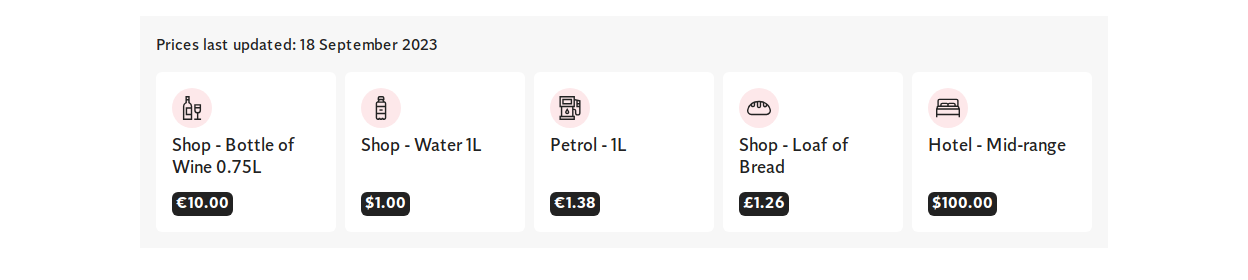 Prices last updated: 18 September 2023
Shop - Bottle of
Wine 0.75L
€10.00
Shop - Water 1L
$1.00
Petrol - 1L
€1.38
Shop - Loaf of
Bread
£1.26
Hotel - Mid-range
$100.00